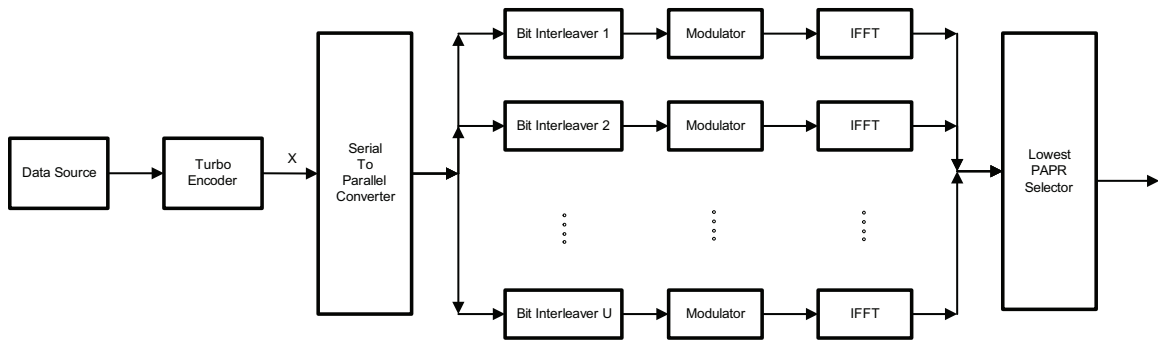 Data Source
Turbo
Encoder
X
Serial
To
Parallel
Converter
Bit Interleaver 1
Modulator
IFFT
Bit Interleaver 2
Modulator
IFFT
Bit Interleaver U
Modulator
IFFT
Lowest
PAPR
Selector